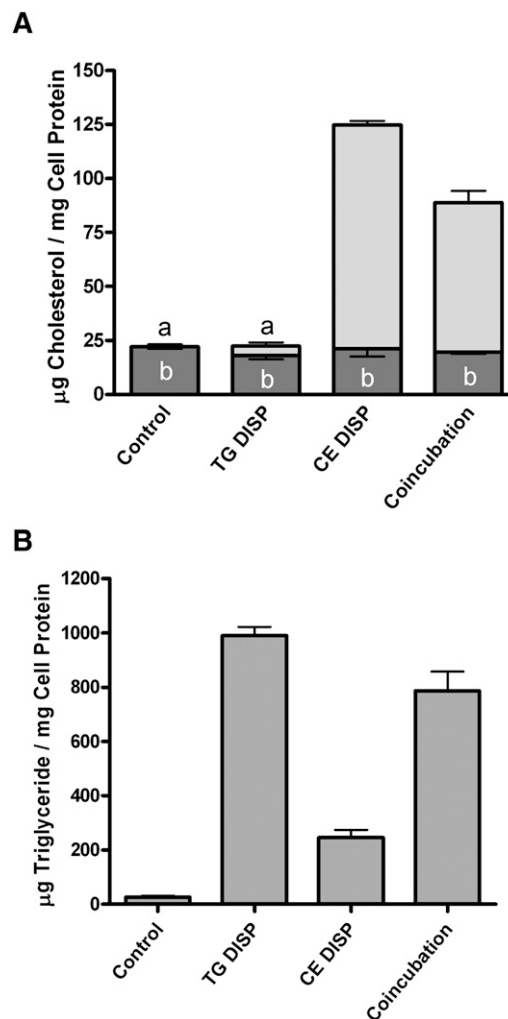 A
µg Cholesterol / mg Cell Protein
150
125
100
75
50
25
0
a
a
b
b
b
b
Control
TG DISP
CE DISP
Coincubation
B
µg Triglyceride / mg Cell Protein
1200
1000
800
600
400
200
0
Control
TG DISP
CE DISP
Coincubation